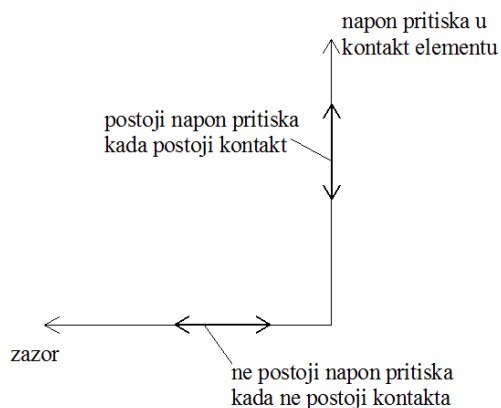 napon pritiska u
kontakt elementu
postoji napon pritiska
kada postoji kontakt
zazor
ne postoji napon pritiska
kada ne postoji kontakta